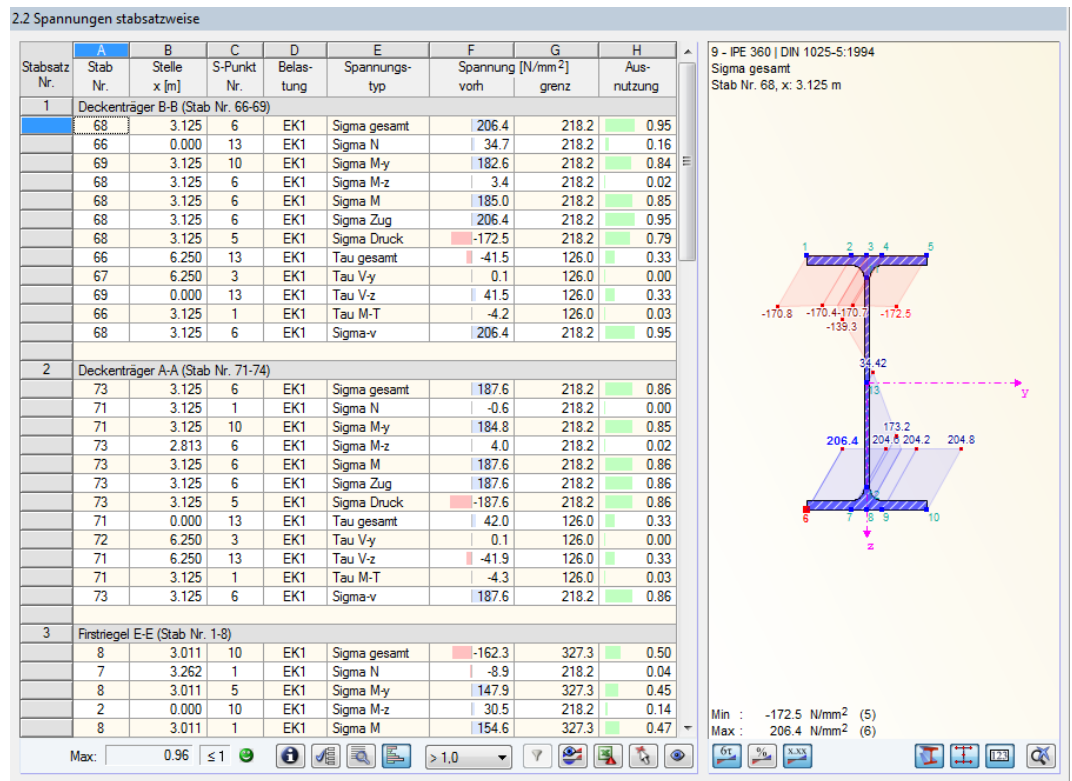 2.2 Spannungen stabsatzweise
A B C D E F G H
Stabsatz Stab Stelle S-Punkt Belas- Spannungs- Spannung [N/mm²] Aus-
Nr. Nr. x [m] Nr. tung typ vorh grenz nutzung
1 Deckenträger B-B (Stab Nr. 66-69)
68 3.125 6 EK1 Sigma gesamt 206.4 218.2 0.95
66 0.000 13 EK1 Sigma N 34.7 218.2 0.16
69 3.125 10 EK1 Sigma M-y 182.6 218.2 0.84
68 3.125 6 EK1 Sigma M-z 3.4 218.2 0.02
68 3.125 6 EK1 Sigma M 185.0 218.2 0.85
68 3.125 6 EK1 Sigma Zug 206.4 218.2 0.95
68 3.125 5 EK1 Sigma Druck -172.5 218.2 0.79
66 6.250 13 EK1 Tau gesamt -41.5 126.0 0.33
67 6.250 3 EK1 Tau V-y 0.1 126.0 0.00
69 0.000 13 EK1 Tau V-z 41.5 126.0 0.33
66 3.125 1 EK1 Tau M-T -4.2 126.0 0.03
68 3.125 6 EK1 Sigma-v 206.4 218.2 0.95
2 Deckenträger A-A (Stab Nr. 71-74)
73 3.125 6 EK1 Sigma gesamt 187.6 218.2 0.86
71 3.125 1 EK1 Sigma N -0.6 218.2 0.00
71 3.125 10 EK1 Sigma M-y 184.8 218.2 0.85
73 2.813 6 EK1 Sigma M-z 4.0 218.2 0.02
73 3.125 6 EK1 Sigma M 187.6 218.2 0.86
73 3.125 6 EK1 Sigma Zug 187.6 218.2 0.86
73 3.125 5 EK1 Sigma Druck -187.6 218.2 0.86
71 0.000 13 EK1 Tau gesamt 42.0 126.0 0.33
72 6.250 3 EK1 Tau V-y 0.1 126.0 0.00
71 6.250 13 EK1 Tau V-z -41.9 126.0 0.33
71 3.125 1 EK1 Tau M-T -4.3 126.0 0.03
73 3.125 6 EK1 Sigma-v 187.6 218.2 0.86
3 Firstriegel E-E (Stab Nr. 1-8)
8 3.011 10 EK1 Sigma gesamt -162.3 327.3 0.50
7 3.262 1 EK1 Sigma N -8.9 218.2 0.04
8 3.011 5 EK1 Sigma M-y 147.9 327.3 0.45
2 0.000 10 EK1 Sigma M-z 30.5 218.2 0.14
8 3.011 1 EK1 Sigma M 154.6 327.3 0.47
Max: 0.96 ≤ 1 > 1,0
9 - IPE 360 | DIN 1025-5:1994
Sigma gesamt
Stab Nr. 68, x: 3.125 m
1 2 3 4 5
-170.8 -170.4 -170.7 -172.5
-139.3
34.42
13
y
173.2
206.4 204.6 204.2 204.8
6 7 8 9 10
z
Min : -172.5 N/mm² (5)
Max : 206.4 N/mm² (6)
στ % x.xx 123